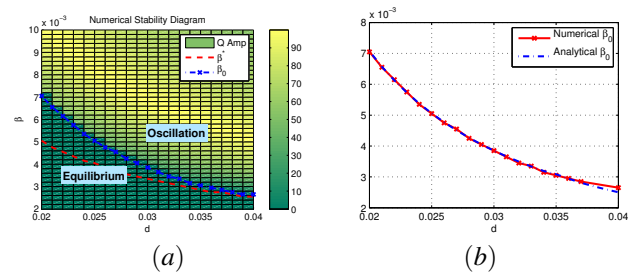 Numerical Stability Diagram
x 10⁻³
10
9
8
7
6
5
4
3
2
β
0.02
0.025
0.03
0.035
0.04
d
Q Amp
β*
β₀
Oscillation
Equilibrium
90
80
70
60
50
40
30
20
10
0
(a)
x 10⁻³
8
7
6
5
4
3
2
0.02
0.025
0.03
0.035
0.04
d
Numerical β₀
Analytical β₀
(b)